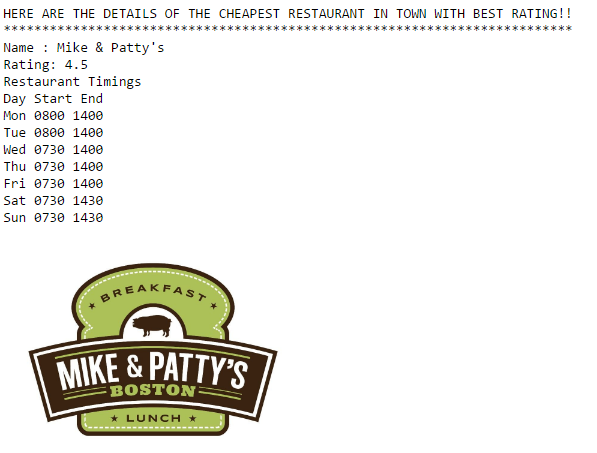 HERE ARE THE DETAILS OF THE CHEAPEST RESTAURANT IN TOWN WITH BEST RATING!!
**************************************************************************
Name : Mike & Patty's
Rating: 4.5
Restaurant Timings
Day Start End
Mon 0800 1400
Tue 0800 1400
Wed 0730 1400
Thu 0730 1400
Fri 0730 1400
Sat 0730 1430
Sun 0730 1430
★ BREAKFAST ★
MIKE & PATTY'S
BOSTON
★ LUNCH ★